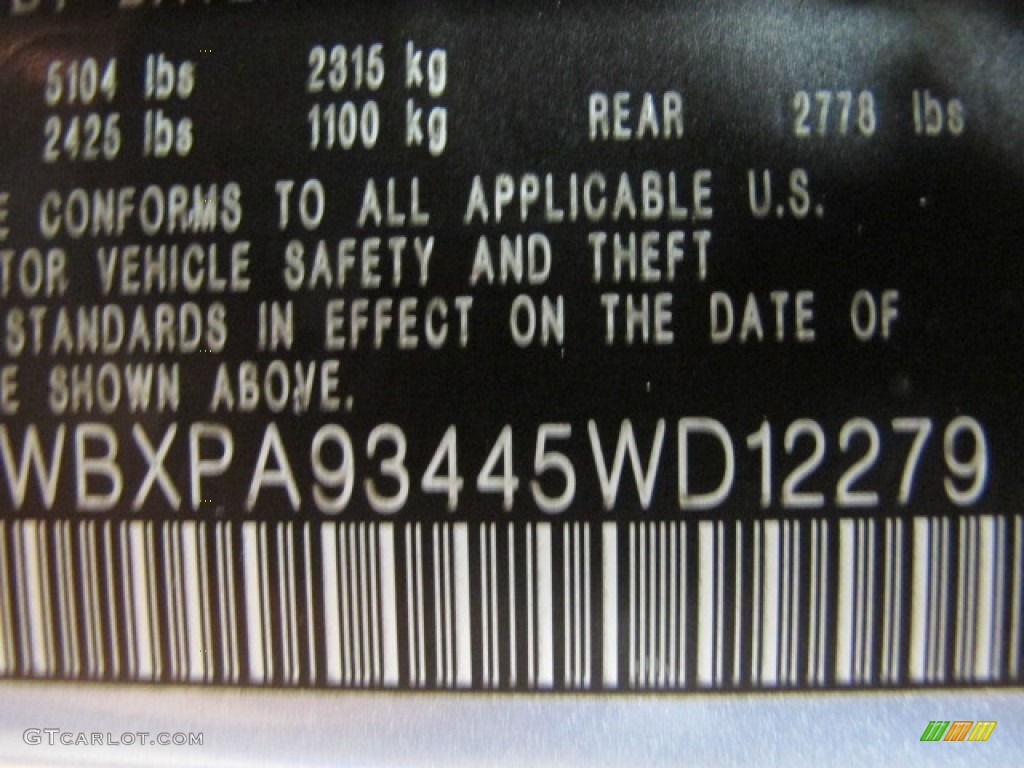 5104 lbs 2315 kg
2425 lbs 1100 kg REAR 2778 lbs
E CONFORMS TO ALL APPLICABLE U.S.
TOR VEHICLE SAFETY AND THEFT
STANDARDS IN EFFECT ON THE DATE OF
E SHOWN ABOVE.
WBXPA93445WD12279
GTCARLOT.COM